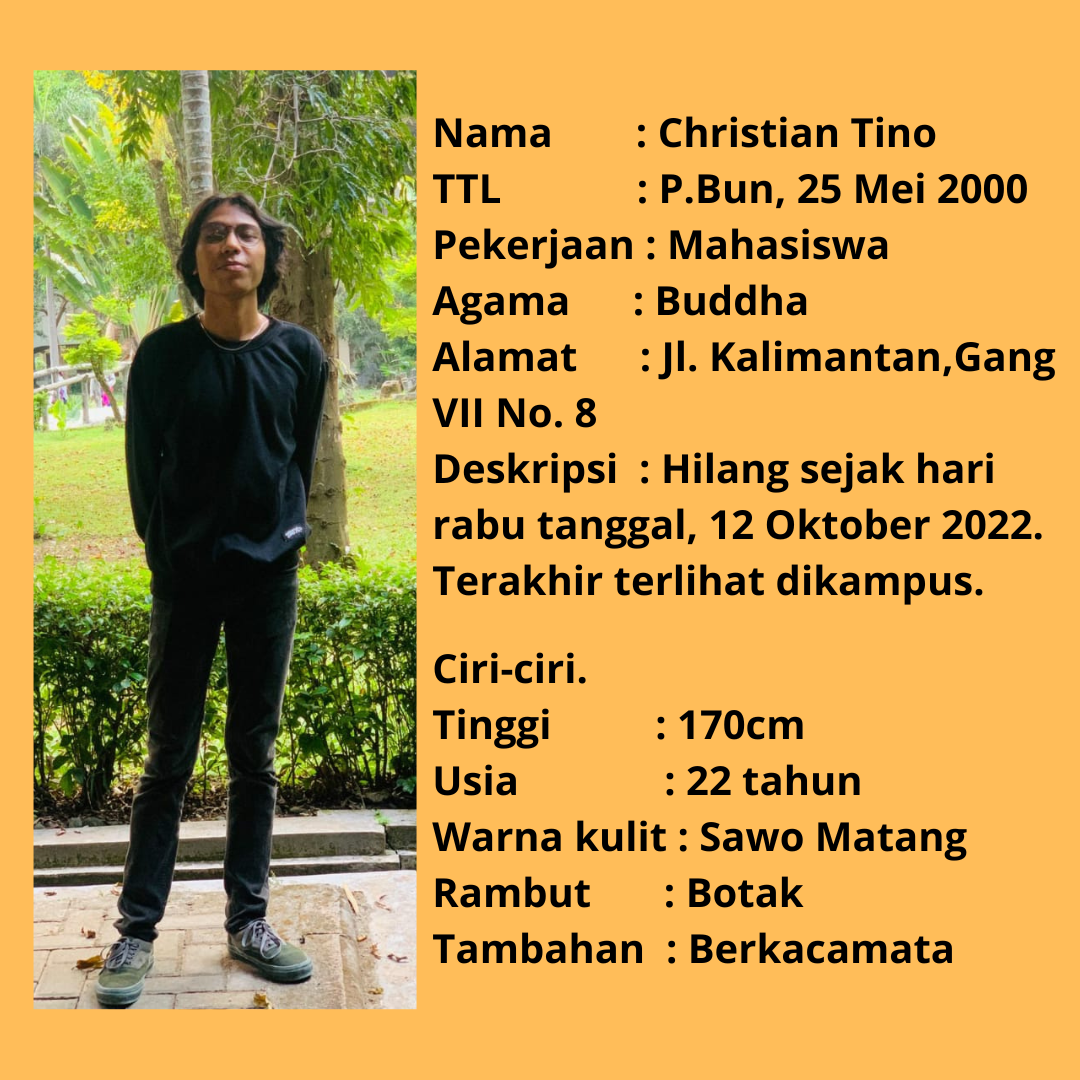 Nama : Christian Tino
TTL : P.Bun, 25 Mei 2000
Pekerjaan : Mahasiswa
Agama : Buddha
Alamat : Jl. Kalimantan,Gang
VII No. 8
Deskripsi : Hilang sejak hari
rabu tanggal, 12 Oktober 2022.
Terakhir terlihat dikampus.
Ciri-ciri.
Tinggi : 170cm
Usia : 22 tahun
Warna kulit : Sawo Matang
Rambut : Botak
Tambahan : Berkacamata